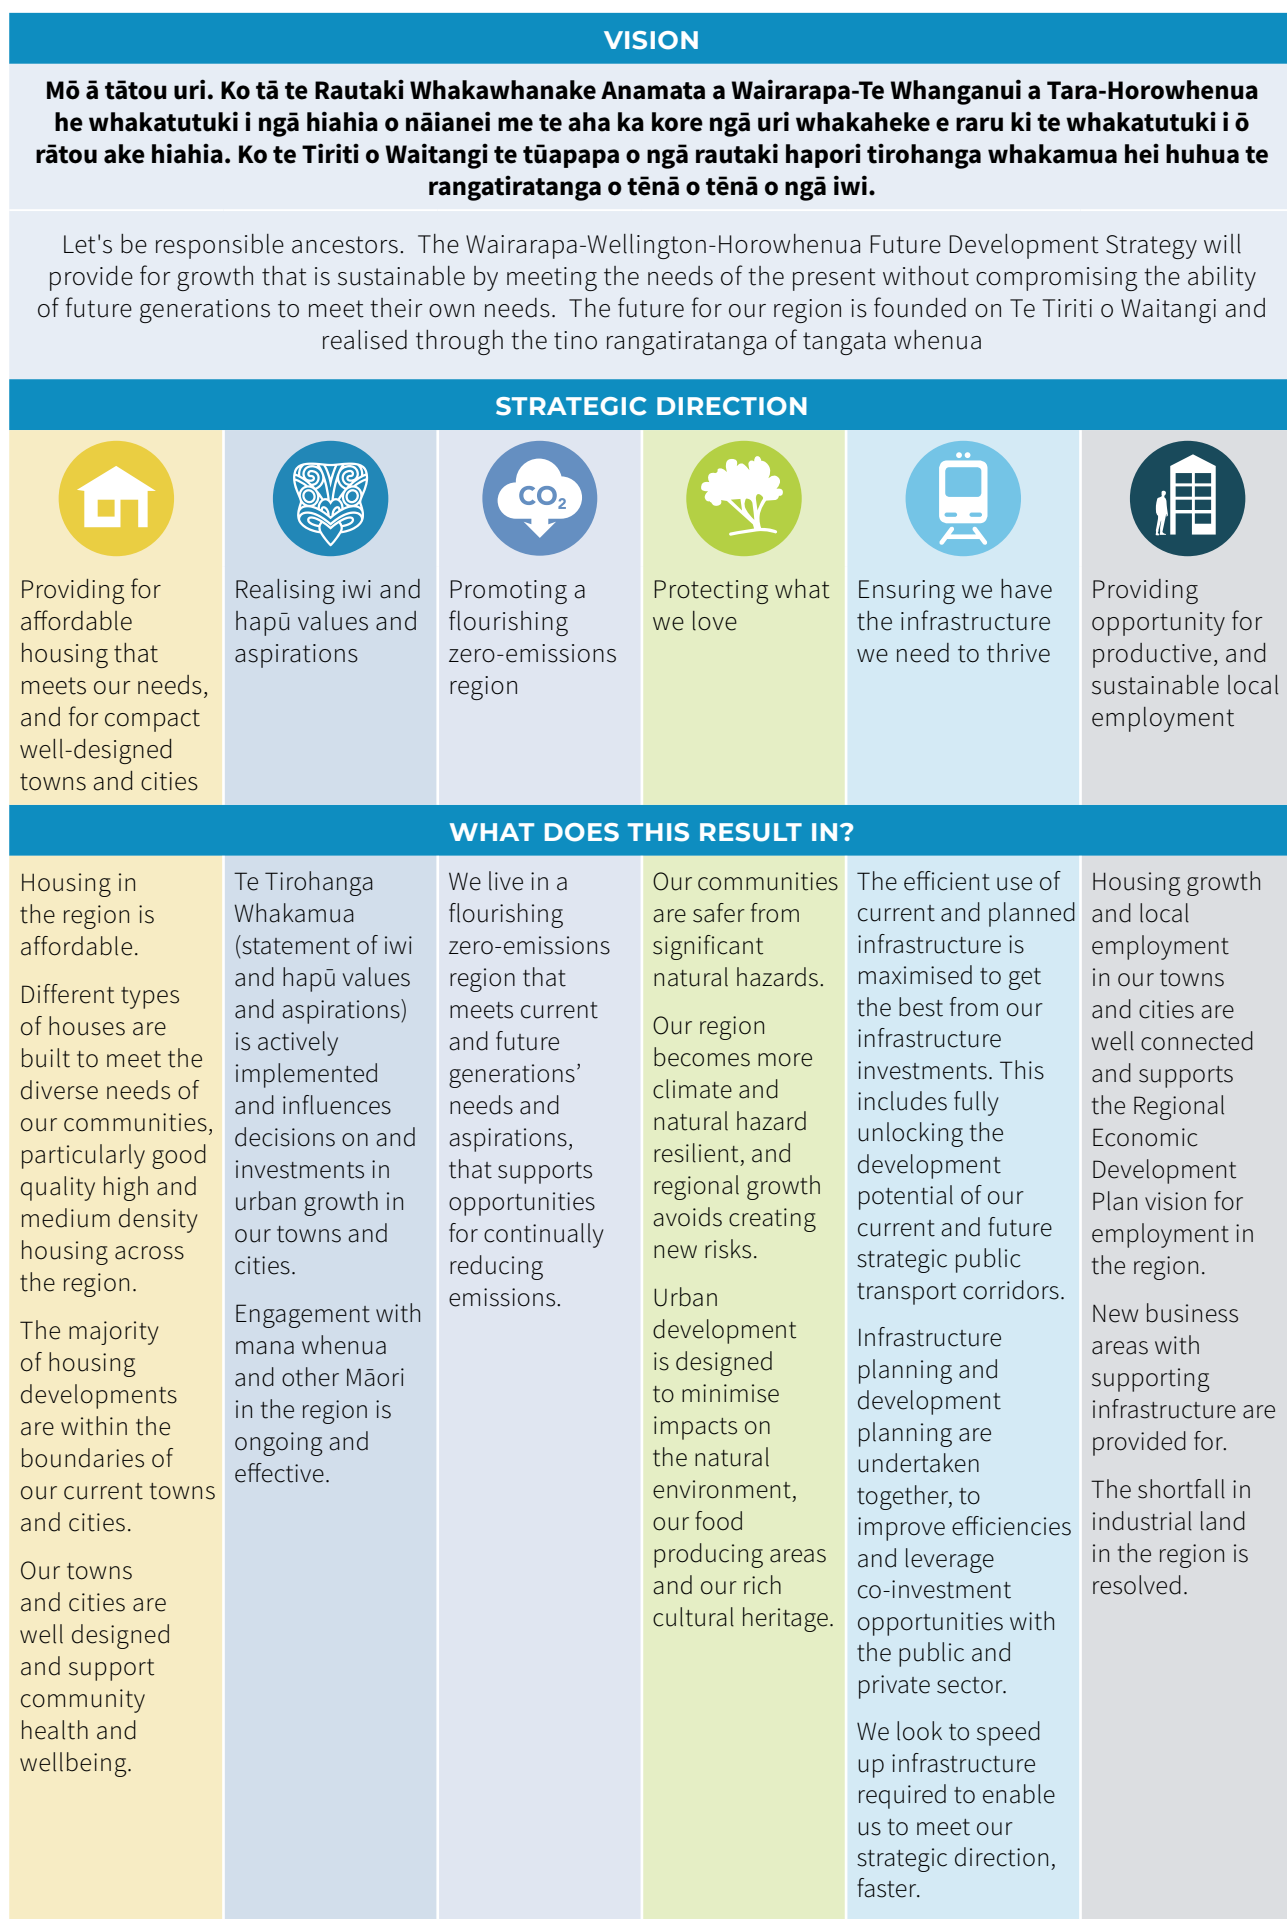 VISION
Mō ā tātou uri. Ko tā te Rautaki Whakawhanake Anamata a Wairarapa-Te Whanganui a Tara-Horowhenua
he whakatutuki i ngā hiahia o nāianei me te aha ka kore ngā uri whakaheke e raru ki te whakatutuki i ō
rātou ake hiahia. Ko te Tiriti o Waitangi te tūāpapa o ngā rautaki hapori tirohanga whakamua hei huhua te
rangatiratanga o tēnā o tēnā o ngā iwi.
Let's be responsible ancestors. The Wairarapa-Wellington-Horowhenua Future Development Strategy will
provide for growth that is sustainable by meeting the needs of the present without compromising the ability
of future generations to meet their own needs. The future for our region is founded on Te Tiriti o Waitangi and
realised through the tino rangatiratanga of tangata whenua
STRATEGIC DIRECTION
Providing for
affordable
housing that
meets our needs,
and for compact
well-designed
towns and cities
Realising iwi and
hapū values and
aspirations
CO₂
Promoting a
flourishing
zero-emissions
region
Protecting what
we love
Ensuring we have
the infrastructure
we need to thrive
Providing
opportunity for
productive, and
sustainable local
employment
WHAT DOES THIS RESULT IN?
Housing in
the region is
affordable.
Different types
of houses are
built to meet the
diverse needs of
our communities,
particularly good
quality high and
medium density
housing across
the region.
The majority
of housing
developments
are within the
boundaries of
our current towns
and cities.
Our towns
and cities are
well designed
and support
community
health and
wellbeing.
Te Tirohanga
Whakamua
(statement of iwi
and hapū values
and aspirations)
is actively
implemented
and influences
decisions on and
investments in
urban growth in
our towns and
cities.
Engagement with
mana whenua
and other Māori
in the region is
ongoing and
effective.
We live in a
flourishing
zero-emissions
region that
meets current
and future
generations’
needs and
aspirations,
that supports
opportunities
for continually
reducing
emissions.
Our communities
are safer from
significant
natural hazards.
Our region
becomes more
climate and
natural hazard
resilient, and
regional growth
avoids creating
new risks.
Urban
development
is designed
to minimise
impacts on
the natural
environment,
our food
producing areas
and our rich
cultural heritage.
The efficient use of
current and planned
infrastructure is
maximised to get
the best from our
infrastructure
investments. This
includes fully
unlocking the
development
potential of our
current and future
strategic public
transport corridors.
Infrastructure
planning and
development
planning are
undertaken
together, to
improve efficiencies
and leverage
co-investment
opportunities with
the public and
private sector.
We look to speed
up infrastructure
required to enable
us to meet our
strategic direction,
faster.
Housing growth
and local
employment
in our towns
and cities are
well connected
and supports
the Regional
Economic
Development
Plan vision for
employment in
the region.
New business
areas with
supporting
infrastructure are
provided for.
The shortfall in
industrial land
in the region is
resolved.